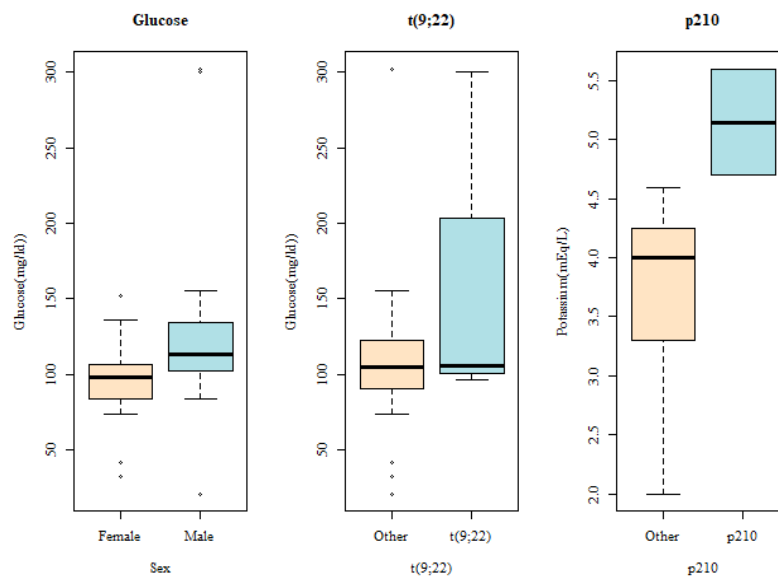 Glucose
Glucose(mg/ld))
300
250
200
150
100
50
Female
Male
Sex
t(9;22)
Glucose(mg/ld))
300
250
200
150
100
50
Other
t(9;22)
t(9;22)
p210
Potassium(mEq/L)
5.5
5.0
4.5
4.0
3.5
3.0
2.5
2.0
Other
p210
p210